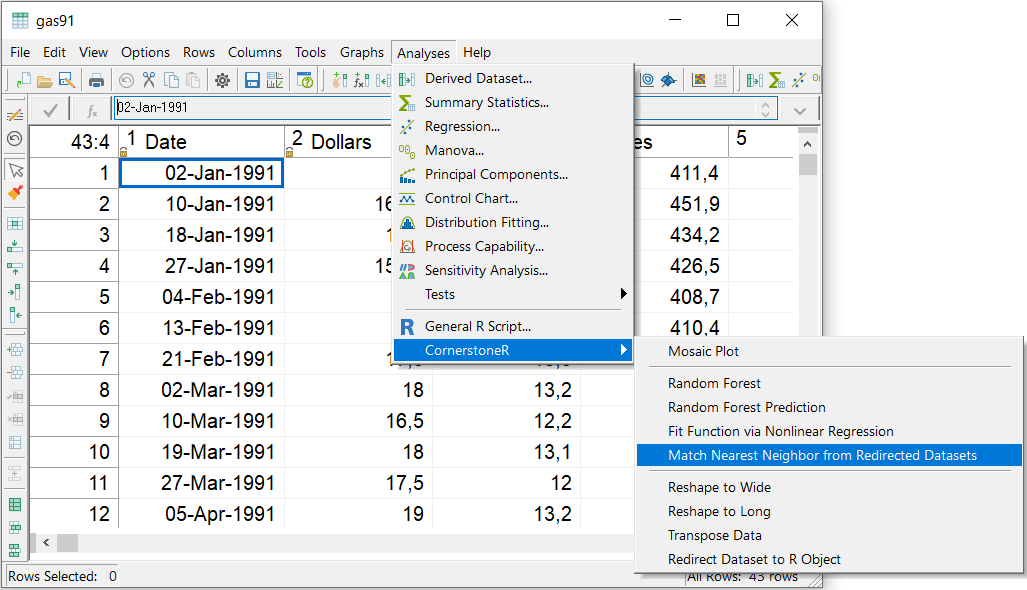 gas91
File Edit View Options Rows Columns Tools Graphs Analyses Help
02-Jan-1991
43:4 1 Date 2 Dollars es 5
1 02-Jan-1991 411,4
2 10-Jan-1991 16 451,9
3 18-Jan-1991 434,2
4 27-Jan-1991 15 426,5
5 04-Feb-1991 408,7
6 13-Feb-1991 410,4
7 21-Feb-1991
8 02-Mar-1991 18 13,2
9 10-Mar-1991 16,5 12,2
10 19-Mar-1991 18 13,1
11 27-Mar-1991 17,5 12
12 05-Apr-1991 19 13,2
Rows Selected: 0
All Rows: 43 rows
Derived Dataset...
Summary Statistics...
Regression...
Manova...
Principal Components...
Control Chart...
Distribution Fitting...
Process Capability...
Sensitivity Analysis...
Tests
General R Script...
CornerstoneR
Mosaic Plot
Random Forest
Random Forest Prediction
Fit Function via Nonlinear Regression
Match Nearest Neighbor from Redirected Datasets
Reshape to Wide
Reshape to Long
Transpose Data
Redirect Dataset to R Object